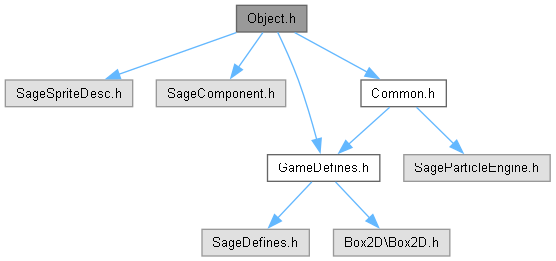 Object.h
SageSpriteDesc.h
SageComponent.h
Common.h
GameDefines.h
SageParticleEngine.h
SageDefines.h
Box2D\Box2D.h